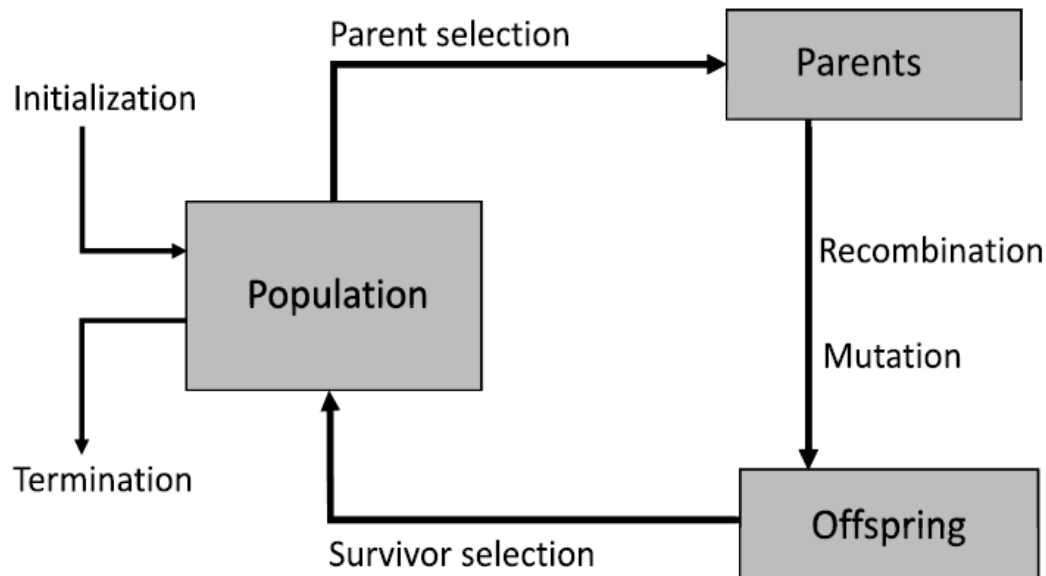 Parent selection
Parents
Initialization
Recombination
Population
Mutation
Termination
Offspring
Survivor selection